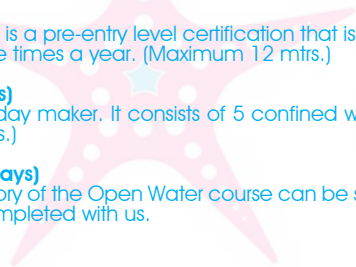 is a pre-entry level certification that is
e times a year. (Maximum 12 mtrs.)
s)
day maker. It consists of 5 confined w
s.)
ays)
ory of the Open Water course can be s
mpleted with us.